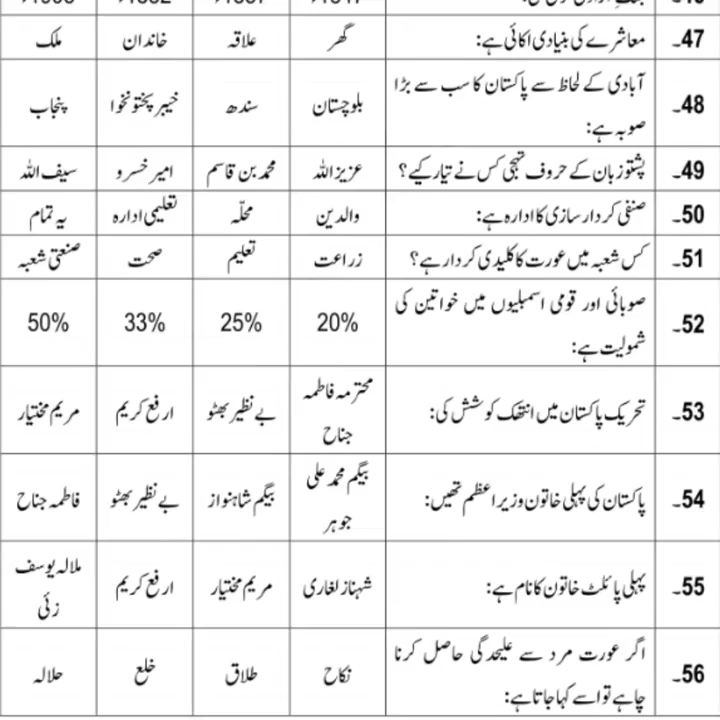 47۔ معاشرے کی بنیادی اکائی ہے: گھر علاقہ خاندان ملک
48۔ آبادی کے لحاظ سے پاکستان کا سب سے بڑا صوبہ ہے: بلوچستان سندھ خیبر پختونخوا پنجاب
49۔ پشتو زبان کے حروف تہجی کس نے تیار کیے؟ عزیز اللہ محمد بن قاسم امیر خسرو سیف اللہ
50۔ صنفی کردار سازی کا ادارہ ہے: والدین محلّہ تعلیمی ادارہ یہ تمام
51۔ کس شعبہ میں عورت کا کلیدی کردار ہے؟ زراعت تعلیم صحت صنعتی شعبہ
52۔ صوبائی اور قومی اسمبلیوں میں خواتین کی شمولیت ہے: 20% 25% 33% 50%
53۔ تحریک پاکستان میں انتھک کوشش کی: محترمہ فاطمہ جناح بے نظیر بھٹو ارفع کریم مریم مختیار
54۔ پاکستان کی پہلی خاتون وزیر اعظم تھیں: بیگم محمد علی جوہر بیگم شاہنواز بے نظیر بھٹو فاطمہ جناح
55۔ پہلی پائلٹ خاتون کا نام ہے: شہناز لغاری مریم مختیار ارفع کریم ملالہ یوسف زئی
56۔ اگر عورت مرد سے علیحدگی حاصل کرنا چاہے تو اسے کہا جاتا ہے: نکاح طلاق خلع حلالہ